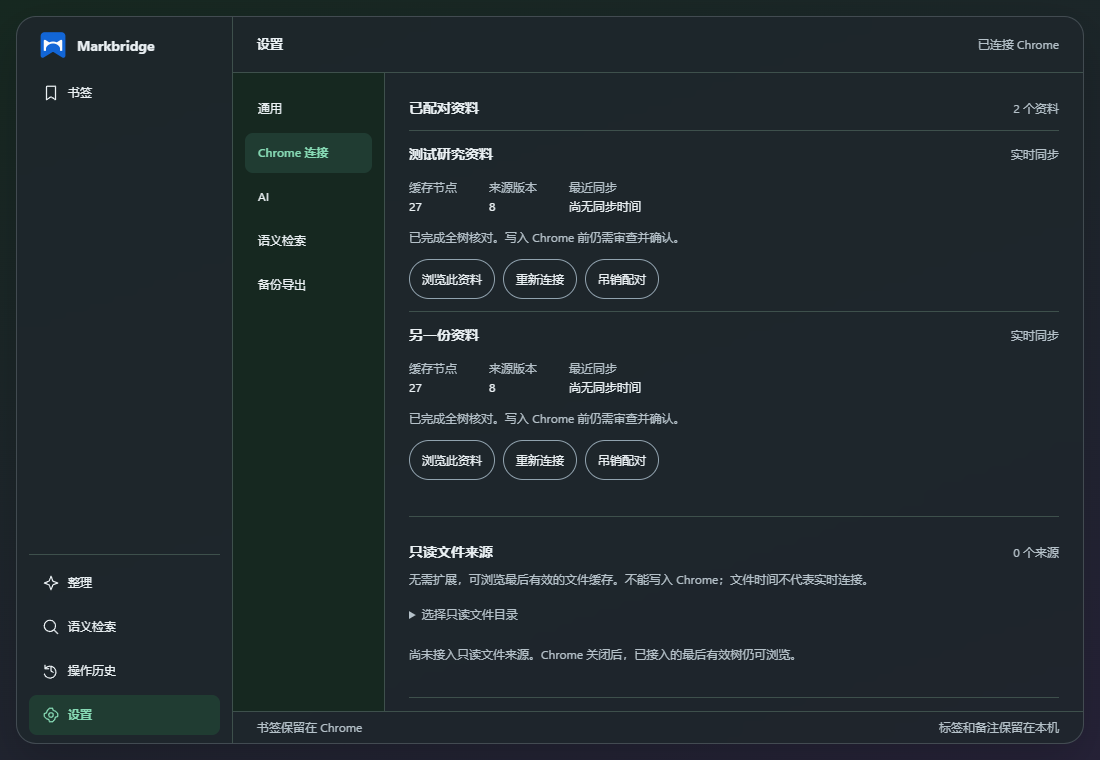 Markbridge
书签
整理
语义检索
操作历史
设置
设置
已连接 Chrome
通用
Chrome 连接
AI
语义检索
备份导出
已配对资料
2 个资料
测试研究资料
实时同步
缓存节点 来源版本 最近同步
27 8 尚无同步时间
已完成全树核对。写入 Chrome 前仍需审查并确认。
浏览此资料 重新连接 吊销配对
另一份资料
实时同步
缓存节点 来源版本 最近同步
27 8 尚无同步时间
已完成全树核对。写入 Chrome 前仍需审查并确认。
浏览此资料 重新连接 吊销配对
只读文件来源
0 个来源
无需扩展，可浏览最后有效的文件缓存。不能写入 Chrome；文件时间不代表实时连接。
选择只读文件目录
尚未接入只读文件来源。Chrome 关闭后，已接入的最后有效树仍可浏览。
书签保留在 Chrome
标签和备注保留在本机